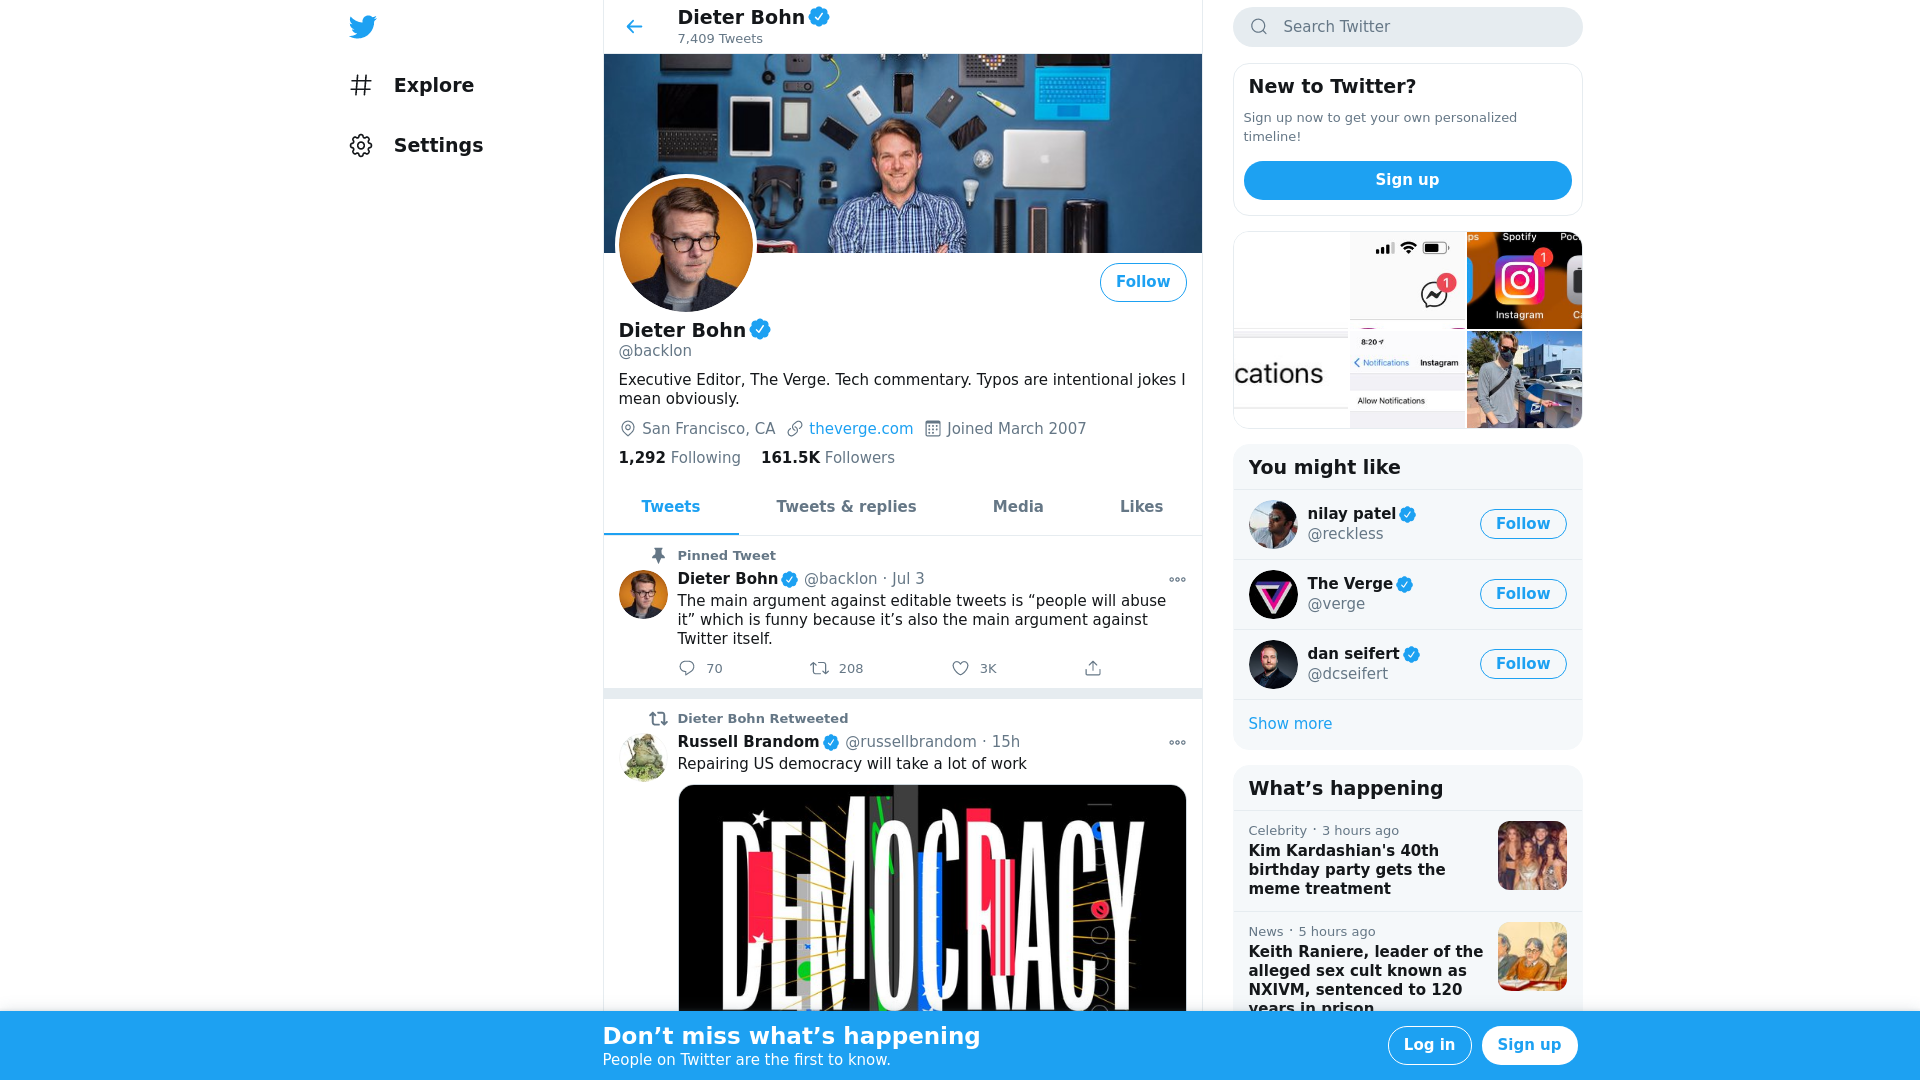 Explore
Settings
Dieter Bohn
7,409 Tweets
Follow
Dieter Bohn
@backlon
Executive Editor, The Verge. Tech commentary. Typos are intentional jokes I
mean obviously.
San Francisco, CA theverge.com Joined March 2007
1,292 Following 161.5K Followers
Tweets Tweets & replies Media Likes
Pinned Tweet
Dieter Bohn @backlon · Jul 3
The main argument against editable tweets is “people will abuse
it” which is funny because it’s also the main argument against
Twitter itself.
70 208 3K
Dieter Bohn Retweeted
Russell Brandom @russellbrandom · 15h
Repairing US democracy will take a lot of work
DEMOCRACY
Search Twitter
New to Twitter?
Sign up now to get your own personalized
timeline!
Sign up
1
ps Spotify Poc
1
Instagram Ca
cations
8:20
Notifications Instagram
Allow Notifications
You might like
nilay patel
@reckless
Follow
The Verge
@verge
Follow
dan seifert
@dcseifert
Follow
Show more
What’s happening
Celebrity · 3 hours ago
Kim Kardashian's 40th
birthday party gets the
meme treatment
News · 5 hours ago
Keith Raniere, leader of the
alleged sex cult known as
NXIVM, sentenced to 120
years in prison
Don’t miss what’s happening
People on Twitter are the first to know.
Log in
Sign up